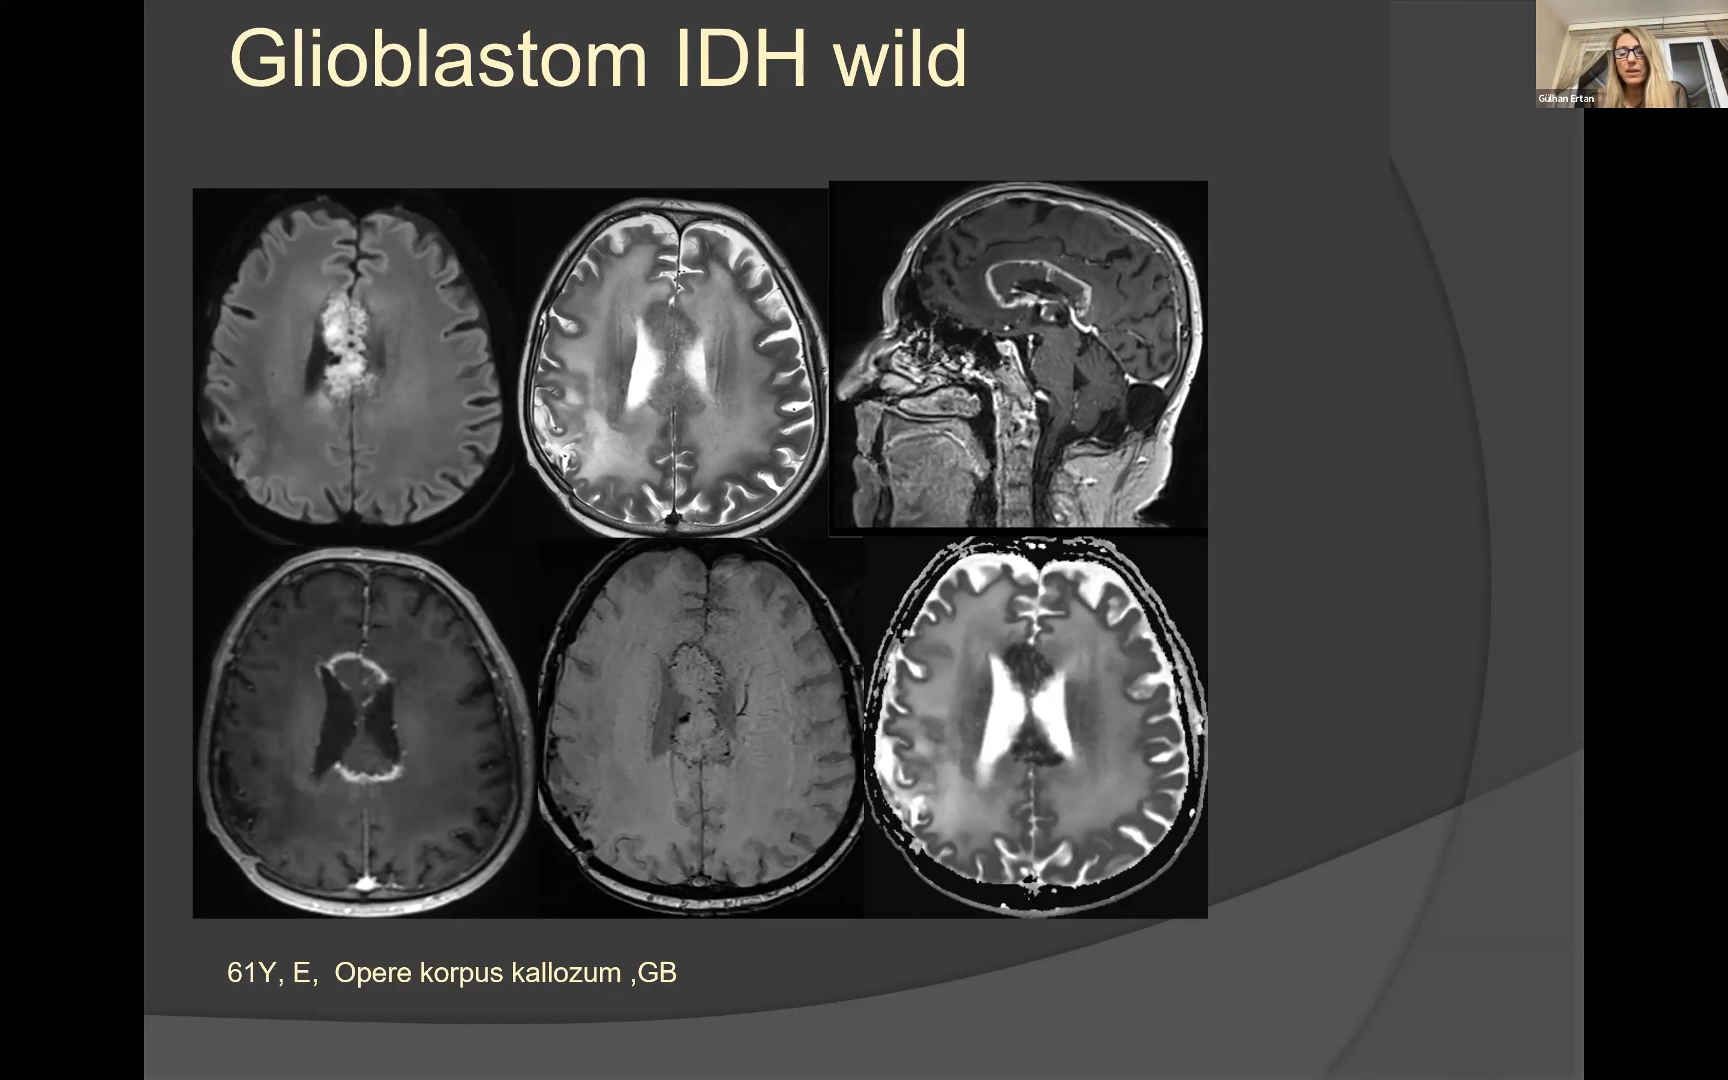 Glioblastom IDH wild
Gülhan Ertan
61Y, E, Opere korpus kallozum ,GB